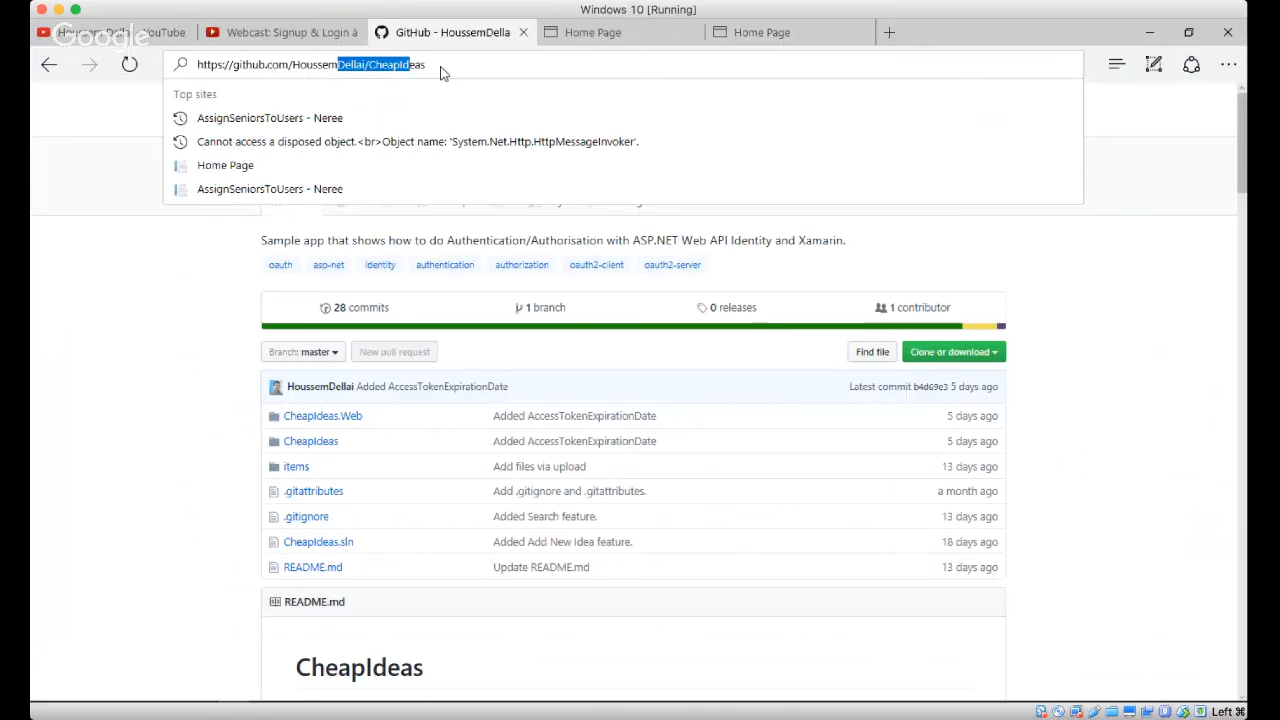 Windows 10 [Running]
YouTube
Webcast: Signup & Login à
GitHub - HoussemDella
Home Page
Home Page
Google
https://github.com/HoussemDellai/CheapIdeas
Top sites
AssignSeniorsToUsers - Neree
Cannot access a disposed object.<br>Object name: 'System.Net.Http.HttpMessageInvoker'.
Home Page
AssignSeniorsToUsers - Neree
Sample app that shows how to do Authentication/Authorisation with ASP.NET Web API Identity and Xamarin.
oauth asp-net identity authentication authorization oauth2-client oauth2-server
28 commits 1 branch 0 releases 1 contributor
Branch: master New pull request Find file Clone or download
HoussemDellai Added AccessTokenExpirationDate Latest commit b4d69e3 5 days ago
CheapIdeas.Web Added AccessTokenExpirationDate 5 days ago
CheapIdeas Added AccessTokenExpirationDate 5 days ago
items Add files via upload 13 days ago
.gitattributes Add .gitignore and .gitattributes. a month ago
.gitignore Added Search feature. 13 days ago
CheapIdeas.sln Added Add New Idea feature. 18 days ago
README.md Update README.md 13 days ago
README.md
CheapIdeas
Left ⌘